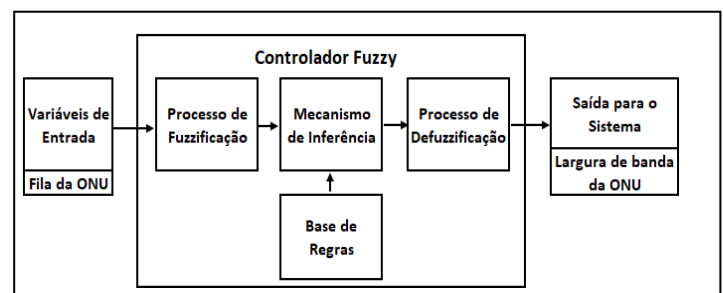 Controlador Fuzzy
Variáveis de
Entrada
Fila da ONU
Processo de
Fuzzificação
Mecanismo
de Inferência
Processo de
Defuzzificação
Saída para o
Sistema
Largura de banda
da ONU
Base de
Regras